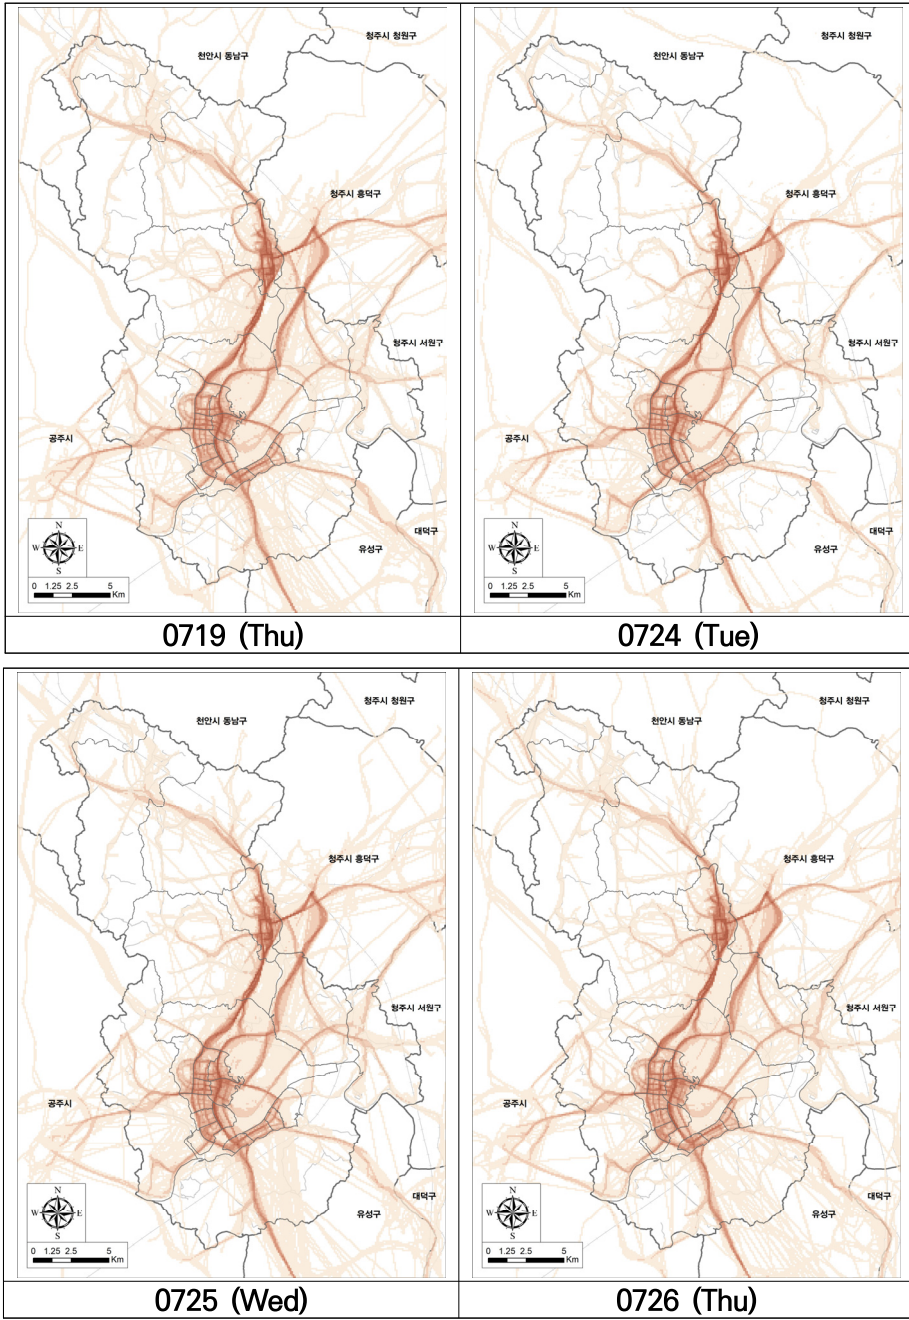 청주시 청원구
천안시 동남구
청주시 흥덕구
청주시 서원구
공주시
대덕구
유성구
N
W E
S
0 1.25 2.5 5
Km
청주시 청원구
천안시 동남구
청주시 흥덕구
청주시 서원구
공주시
대덕구
유성구
N
W E
S
0 1.25 2.5 5
Km
0719 (Thu)
0724 (Tue)
청주시 청원구
천안시 동남구
청주시 흥덕구
청주시 서원구
공주시
대덕구
유성구
N
W E
S
0 1.25 2.5 5
Km
청주시 청원구
천안시 동남구
청주시 흥덕구
청주시 서원구
공주시
대덕구
유성구
N
W E
S
0 1.25 2.5 5
Km
0725 (Wed)
0726 (Thu)